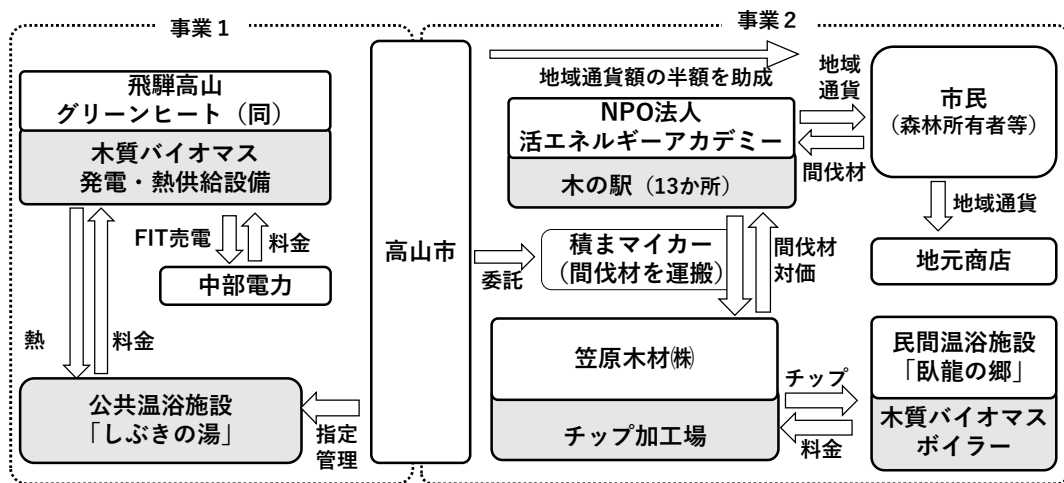 事業1
飛騨高山
グリーンヒート（同）
木質バイオマス
発電・熱供給設備
FIT売電
料金
中部電力
熱
料金
公共温浴施設
「しぶきの湯」
指定
管理
高山市
事業2
地域通貨額の半額を助成
NPO法人
活エネルギーアカデミー
木の駅（13か所）
地域
通貨
間伐材
市民
（森林所有者等）
地域通貨
地元商店
委託
積まマイカー
（間伐材を運搬）
間伐材
対価
笠原木材㈱
チップ加工場
チップ
料金
民間温浴施設
「臥龍の郷」
木質バイオマス
ボイラー